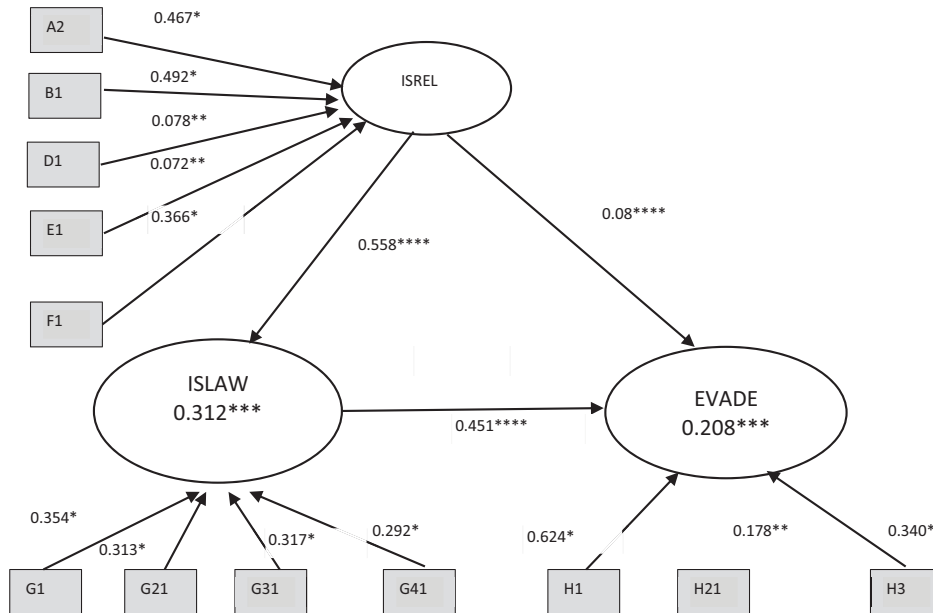 A2
0.467*
B1
0.492*
ISREL
0.078**
D1
0.072**
E1
0.366*
0.08****
0.558****
F1
ISLAW
0.312***
EVADE
0.208***
0.451****
0.354*
0.313*
0.317*
0.292*
0.624*
0.178**
0.340*
G1
G21
G31
G41
H1
H21
H3